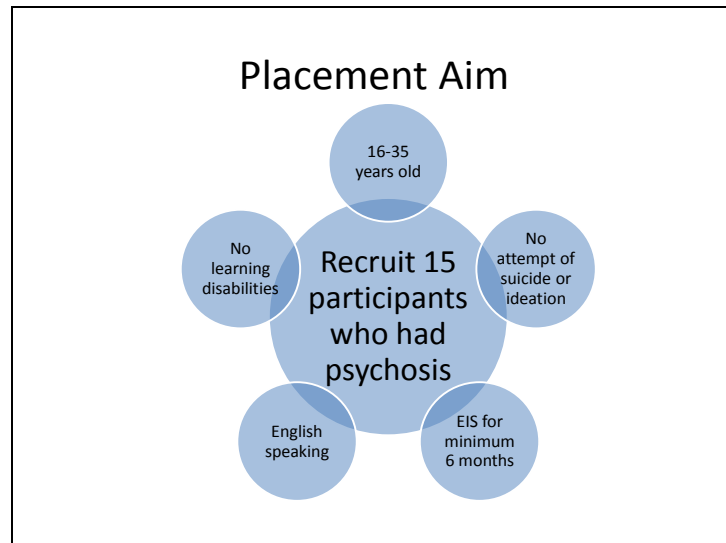 Placement Aim
16-35
years old
No
attempt of
suicide or
ideation
EIS for
minimum
6 months
English
speaking
No
learning
disabilities
Recruit 15
participants
who had
psychosis